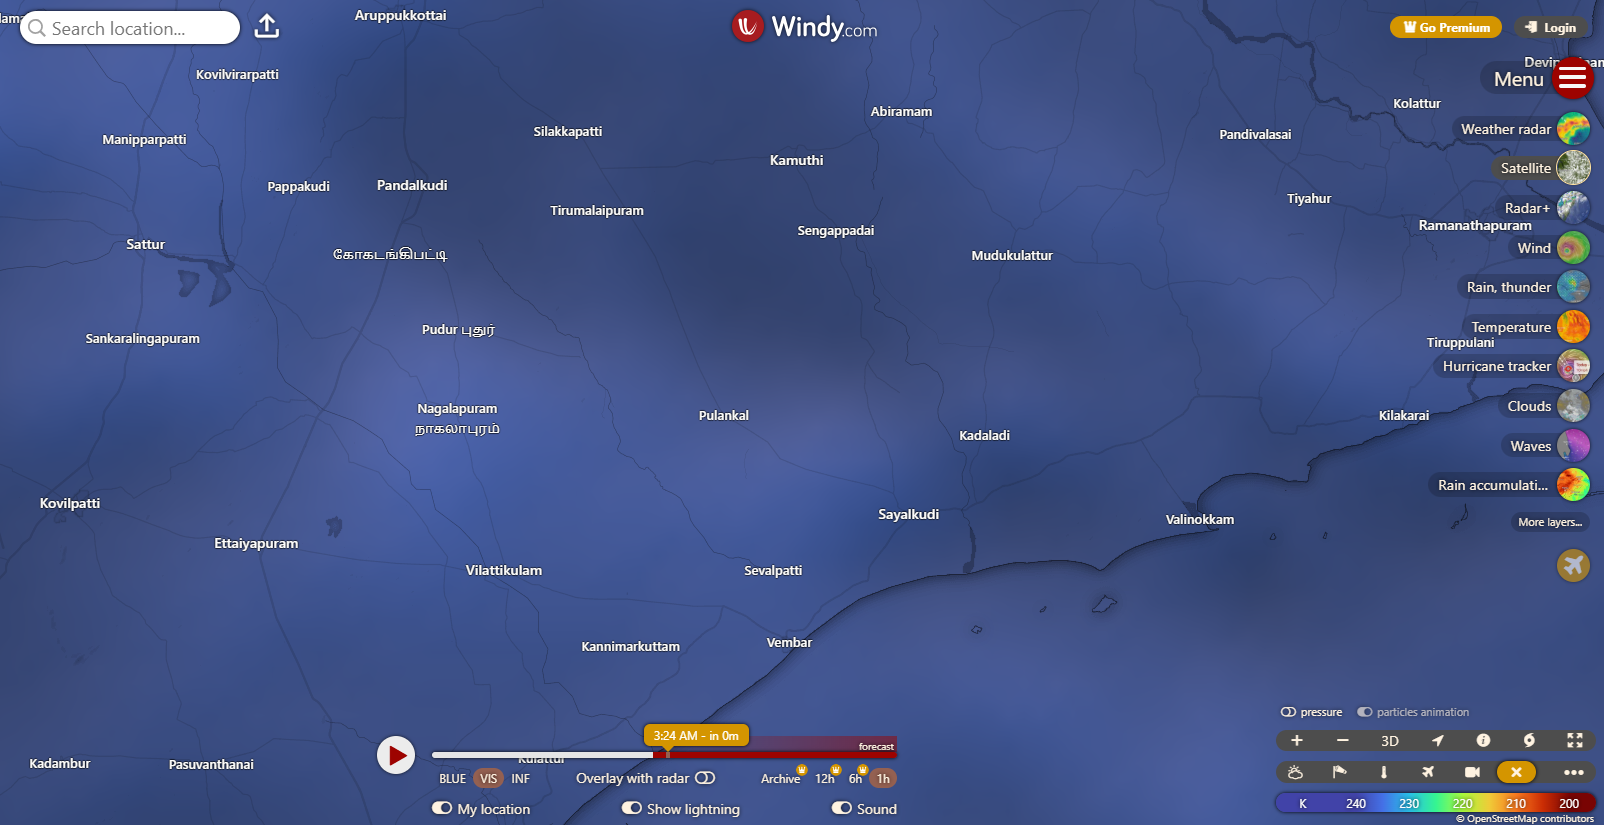 Search location...
Windy.com
Go Premium
Login
Menu
Weather radar
Satellite
Radar+
Wind
Rain, thunder
Temperature
Hurricane tracker
Clouds
Waves
Rain accumulati...
More layers...
Aruppukkottai
Kovilvirarpatti
Kolattur
Abiramam
Silakkapatti
Pandivalasai
Manipparpatti
Kamuthi
Pappakudi
Pandalkudi
Tiyahur
Tirumalaipuram
Ramanathapuram
Sengappadai
Sattur
கோகடங்கிபட்டி
Mudukulattur
Pudur புதுர்
Sankaralingapuram
Tiruppulani
Nagalapuram
நாகலாபுரம்
Pulankal
Kilakarai
Kadaladi
Kovilpatti
Sayalkudi
Valinokkam
Ettaiyapuram
Vilattikulam
Sevalpatti
Kannimarkuttam
Vembar
Kadambur
Pasuvanthanai
Kulattur
3:24 AM - in 0m
forecast
BLUE VIS INF
Overlay with radar
Archive 12h 6h 1h
My location
Show lightning
Sound
pressure
particles animation
3D
K 240 230 220 210 200
© OpenStreetMap contributors